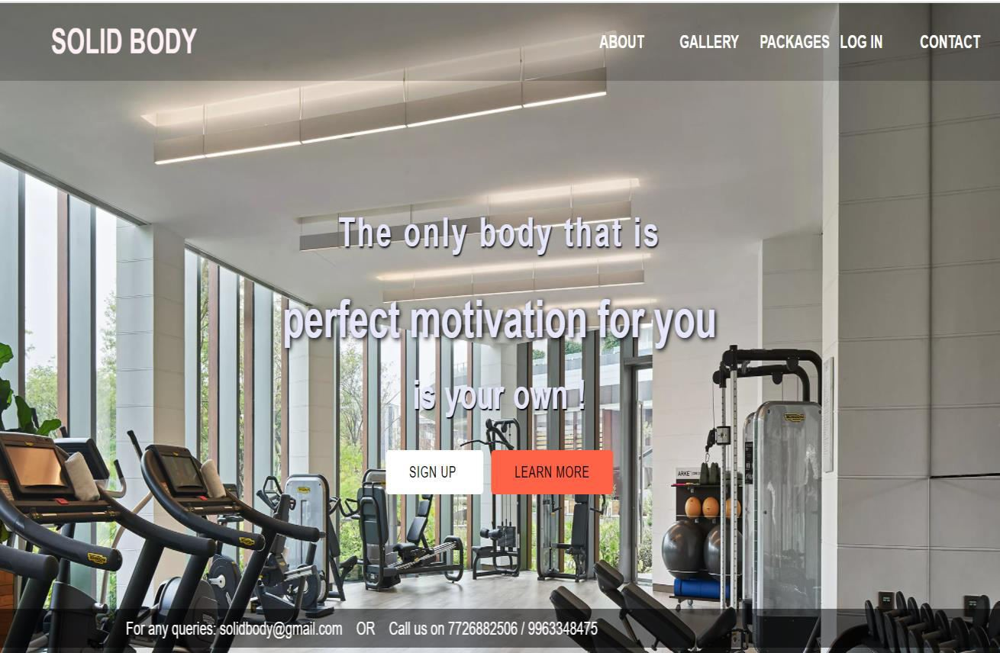 SOLID BODY
ABOUT GALLERY PACKAGES LOG IN CONTACT
The only body that is
perfect motivation for you
is your own !
SIGN UP LEARN MORE
ARKE
For any queries: solidbody@gmail.com OR Call us on 7726882506 / 9963348475